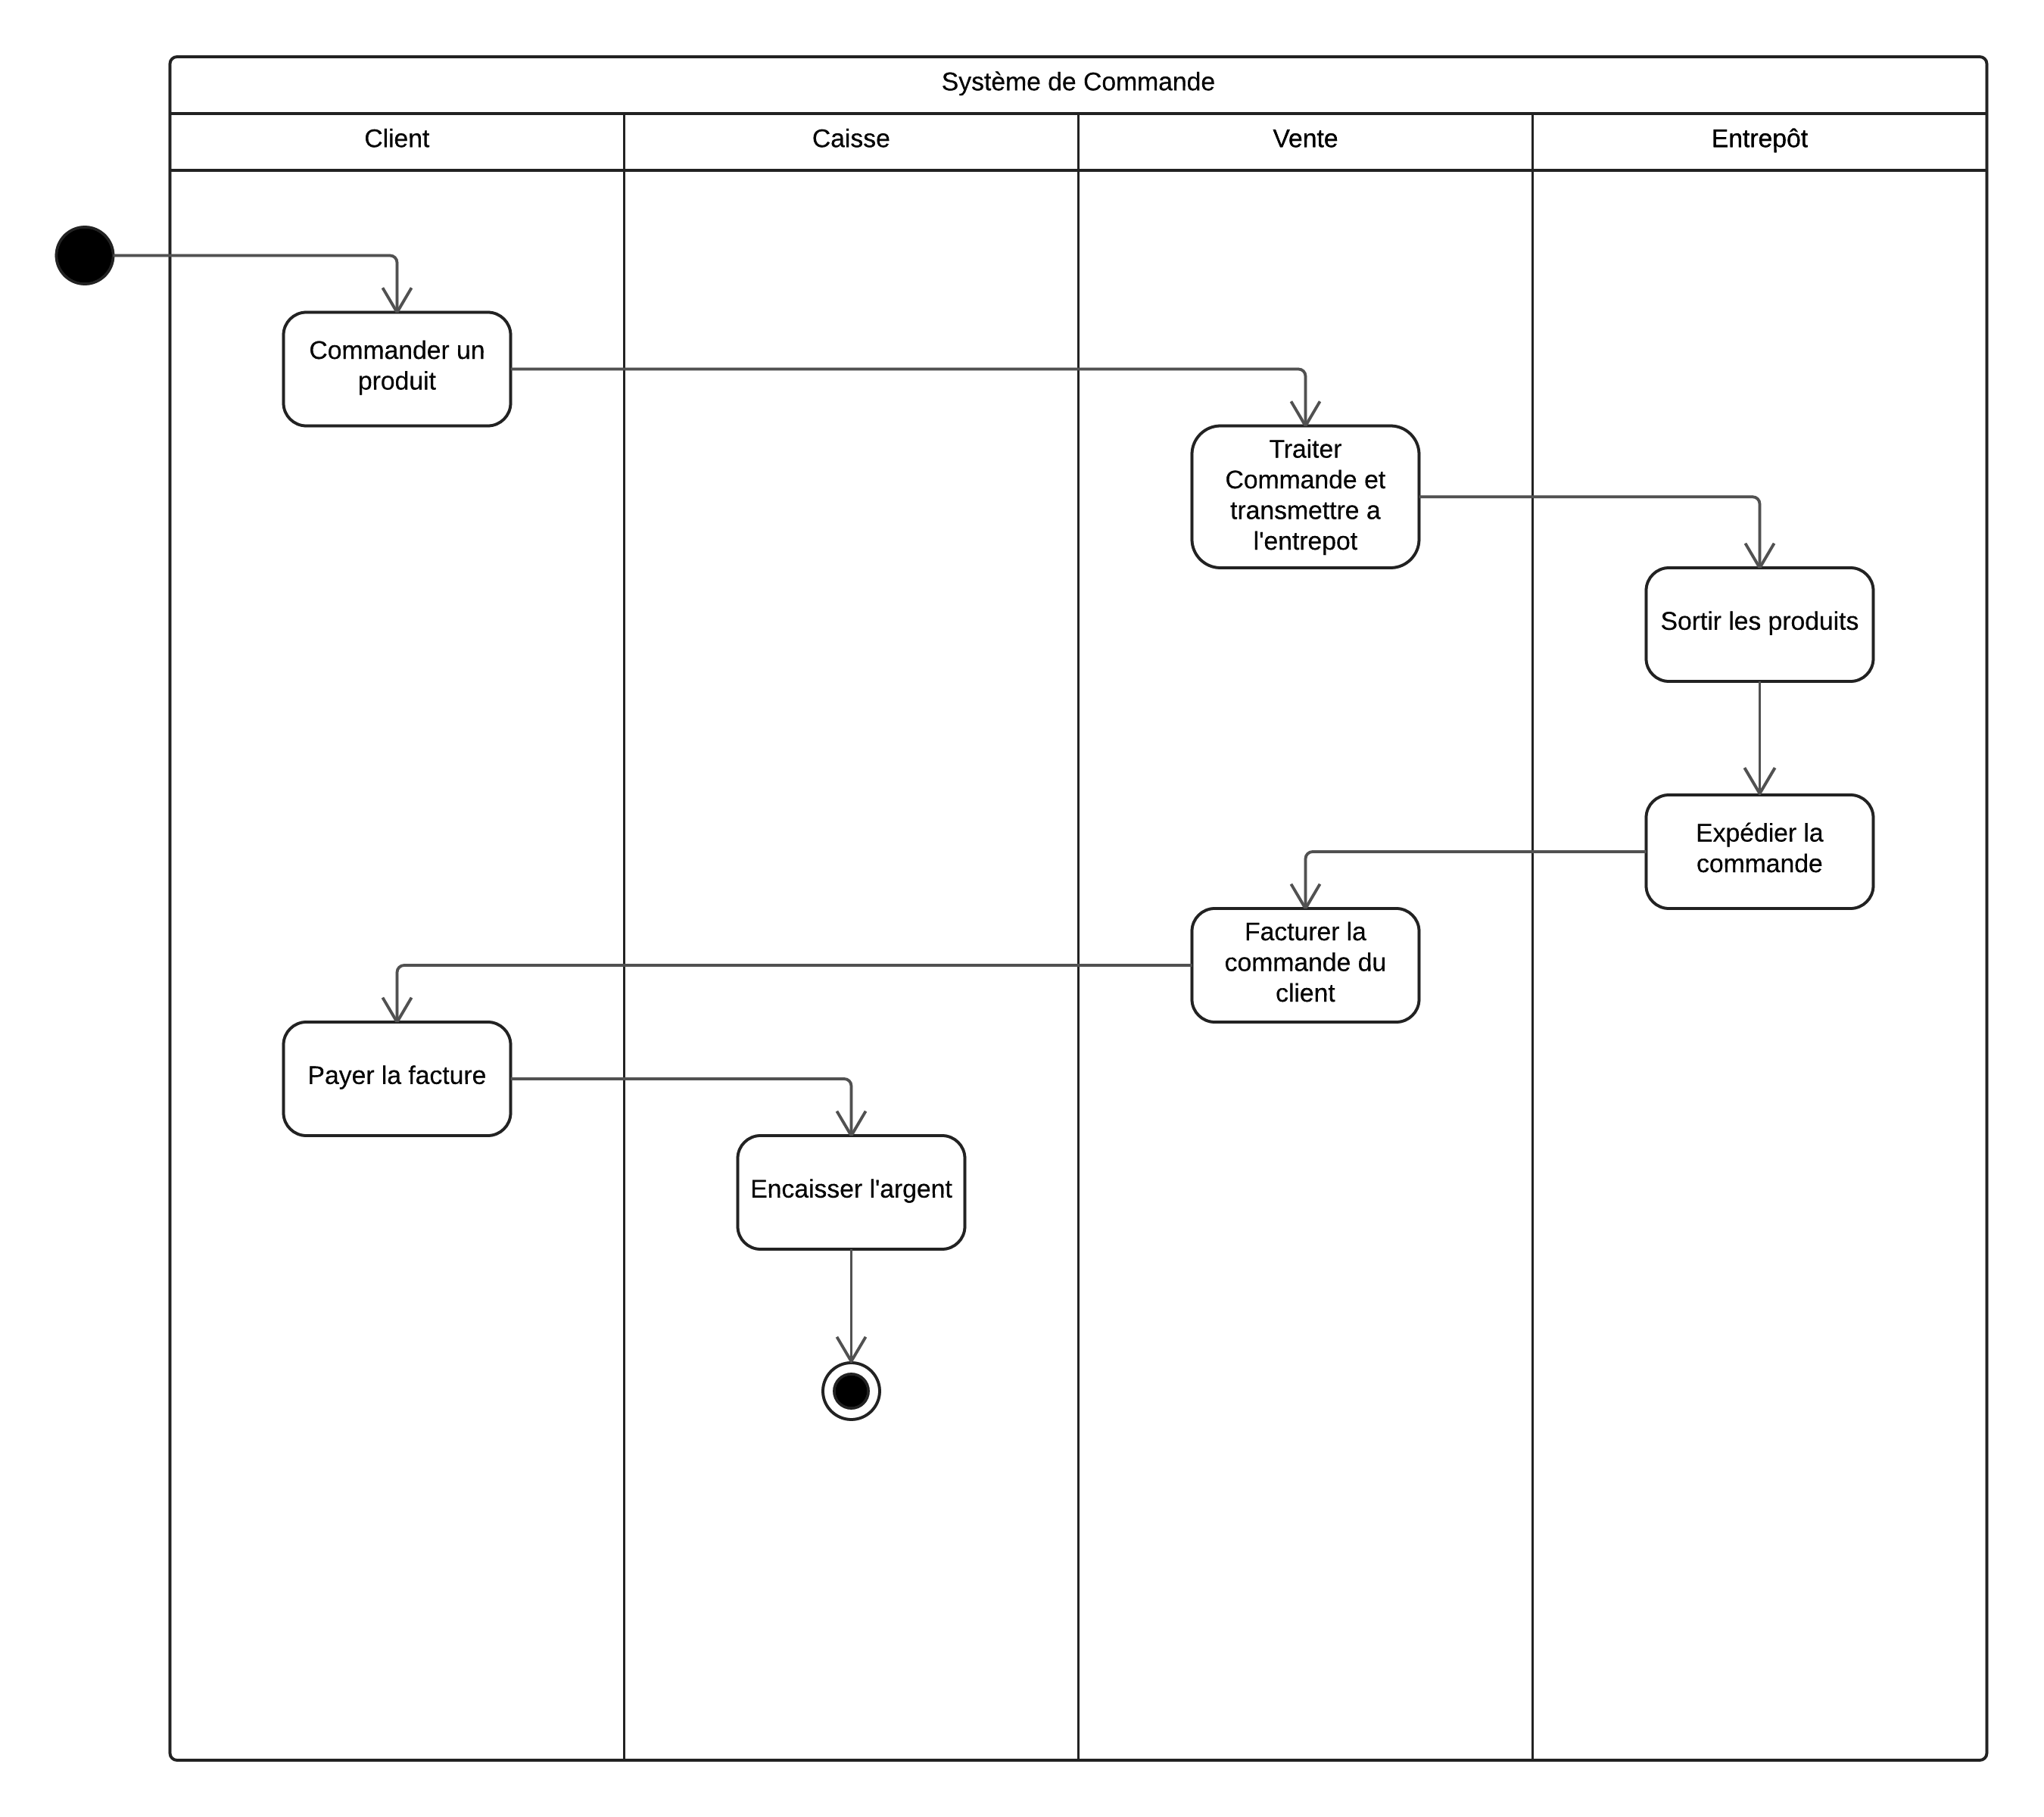 Système de Commande
Client
Caisse
Vente
Entrepôt
Commander un
produit
Traiter
Commande et
transmettre a
l'entrepot
Sortir les produits
Expédier la
commande
Facturer la
commande du
client
Payer la facture
Encaisser l'argent